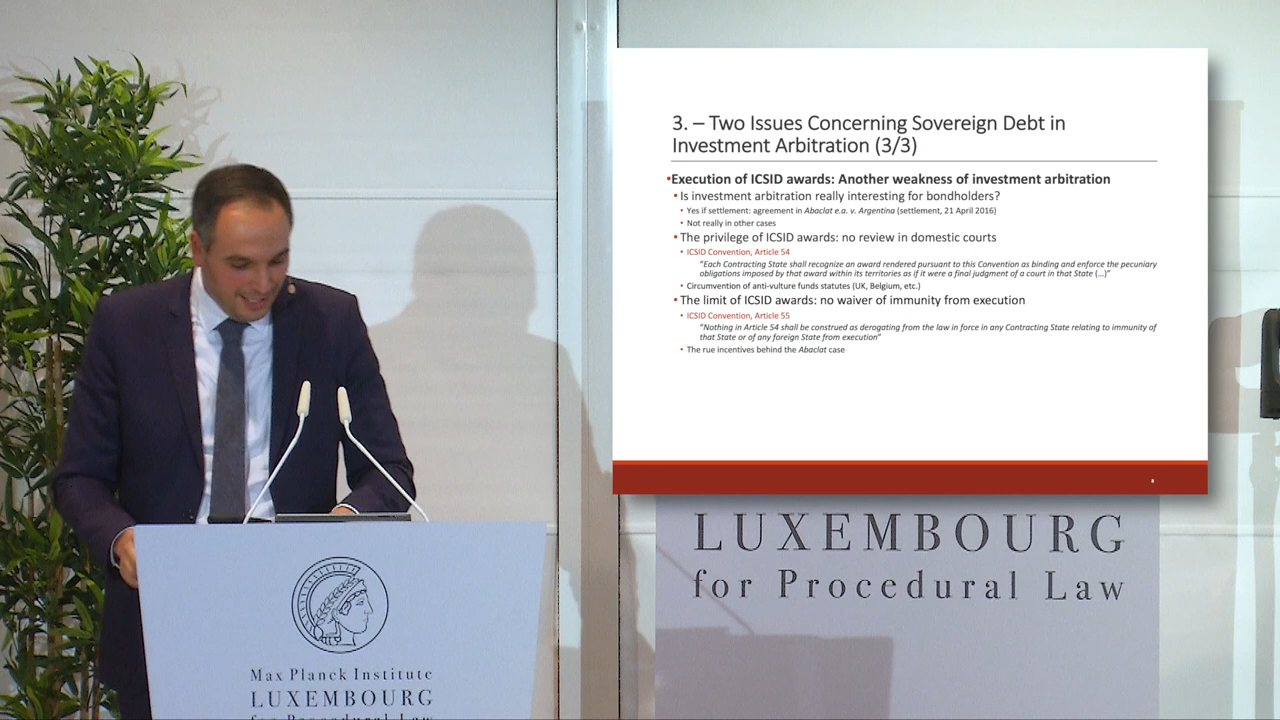 3. – Two Issues Concerning Sovereign Debt in
Investment Arbitration (3/3)
•Execution of ICSID awards: Another weakness of investment arbitration
• Is investment arbitration really interesting for bondholders?
• Yes if settlement: agreement in Abaclat e.a. v. Argentina (settlement, 21 April 2016)
• Not really in other cases
• The privilege of ICSID awards: no review in domestic courts
• ICSID Convention, Article 54
"Each Contracting State shall recognize an award rendered pursuant to this Convention as binding and enforce the pecuniary
obligations imposed by that award within its territories as if it were a final judgment of a court in that State (…)"
• Circumvention of anti-vulture funds statutes (UK, Belgium, etc.)
• The limit of ICSID awards: no waiver of immunity from execution
• ICSID Convention, Article 55
"Nothing in Article 54 shall be construed as derogating from the law in force in any Contracting State relating to immunity of
that State or of any foreign State from execution"
• The rue incentives behind the Abaclat case
8
LUXEMBOURG
for Procedural Law
Max Planck Institute
LUXEMBOURG
for Procedural Law